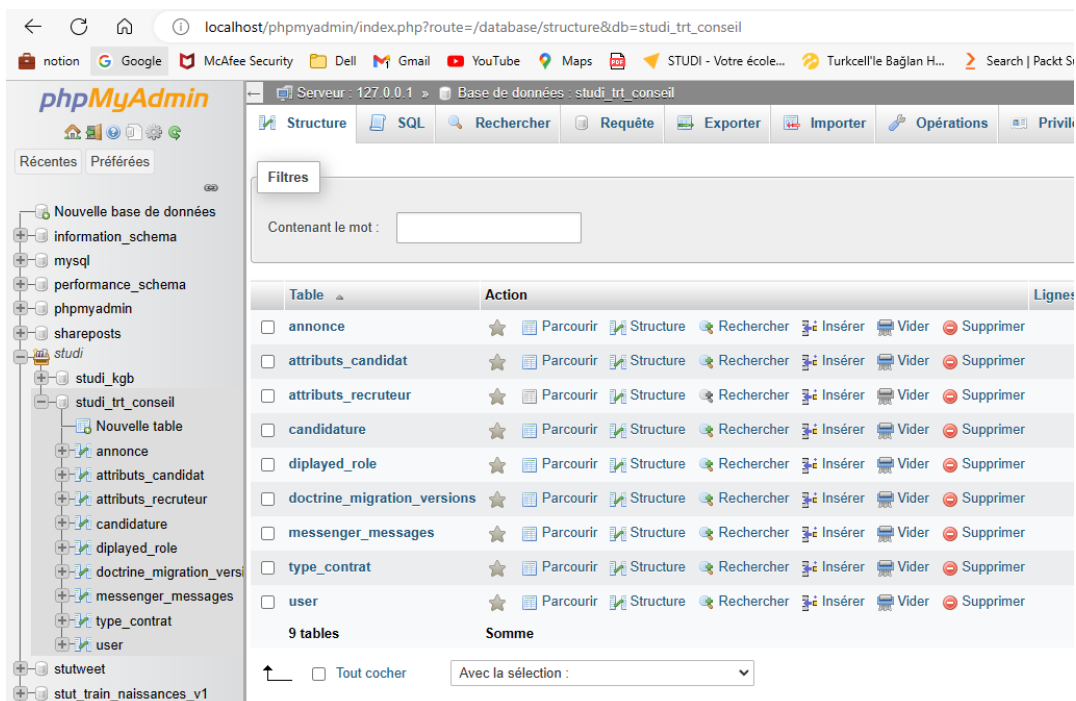 localhost/phpmyadmin/index.php?route=/database/structure&db=studi_trt_conseil
notion Google McAfee Security Dell Gmail YouTube Maps PDF STUDI - Votre école... Turkcell'le Bağlan H... Search | Packt Su
phpMyAdmin
Récentes Préférées
Nouvelle base de données
information_schema
mysql
performance_schema
phpmyadmin
shareposts
studi
studi_kgb
studi_trt_conseil
Nouvelle table
annonce
attributs_candidat
attributs_recruteur
candidature
diplayed_role
doctrine_migration_versi
messenger_messages
type_contrat
user
stutweet
stut_train_naissances_v1
Serveur : 127.0.0.1 » Base de données : studi_trt_conseil
Structure SQL Rechercher Requête Exporter Importer Opérations Privil
Filtres
Contenant le mot :
Table Action Lignes
annonce Parcourir Structure Rechercher Insérer Vider Supprimer
attributs_candidat Parcourir Structure Rechercher Insérer Vider Supprimer
attributs_recruteur Parcourir Structure Rechercher Insérer Vider Supprimer
candidature Parcourir Structure Rechercher Insérer Vider Supprimer
diplayed_role Parcourir Structure Rechercher Insérer Vider Supprimer
doctrine_migration_versions Parcourir Structure Rechercher Insérer Vider Supprimer
messenger_messages Parcourir Structure Rechercher Insérer Vider Supprimer
type_contrat Parcourir Structure Rechercher Insérer Vider Supprimer
user Parcourir Structure Rechercher Insérer Vider Supprimer
9 tables Somme
Tout cocher Avec la sélection :